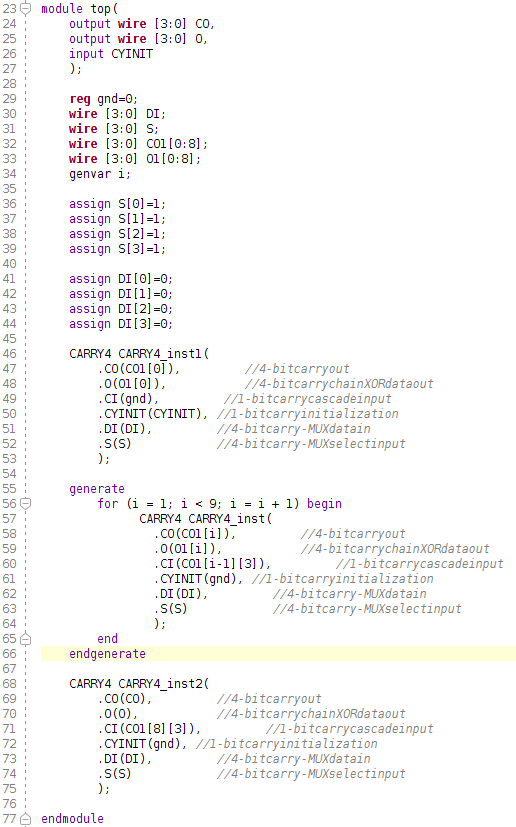 23 module top(
24     output wire [3:0] CO,
25     output wire [3:0] O,
26     input CYINIT
27     );
28
29     reg gnd=0;
30     wire [3:0] DI;
31     wire [3:0] S;
32     wire [3:0] CO1[0:8];
33     wire [3:0] O1[0:8];
34     genvar i;
35
36     assign S[0]=1;
37     assign S[1]=1;
38     assign S[2]=1;
39     assign S[3]=1;
40
41     assign DI[0]=0;
42     assign DI[1]=0;
43     assign DI[2]=0;
44     assign DI[3]=0;
45
46     CARRY4 CARRY4_inst1(
47         .CO(CO1[0]),         //4-bitcarryout
48         .O(O1[0]),           //4-bitcarrychainXORdataout
49         .CI(gnd),         //1-bitcarrycascadeinput
50         .CYINIT(CYINIT), //1-bitcarryinitialization
51         .DI(DI),         //4-bitcarry-MUXdatain
52         .S(S)            //4-bitcarry-MUXselectinput
53         );
54
55     generate
56         for (i = 1; i < 9; i = i + 1) begin
57               CARRY4 CARRY4_inst(
58                 .CO(CO1[i]),         //4-bitcarryout
59                 .O(O1[i]),           //4-bitcarrychainXORdataout
60                 .CI(CO1[i-1][3]),         //1-bitcarrycascadeinput
61                 .CYINIT(gnd), //1-bitcarryinitialization
62                 .DI(DI),             //4-bitcarry-MUXdatain
63                 .S(S)                //4-bitcarry-MUXselectinput
64                 );
65         end
66     endgenerate
67
68     CARRY4 CARRY4_inst2(
69         .CO(CO),         //4-bitcarryout
70         .O(O),           //4-bitcarrychainXORdataout
71         .CI(CO1[8][3]),         //1-bitcarrycascadeinput
72         .CYINIT(gnd), //1-bitcarryinitialization
73         .DI(DI),         //4-bitcarry-MUXdatain
74         .S(S)            //4-bitcarry-MUXselectinput
75         );
76
77 endmodule